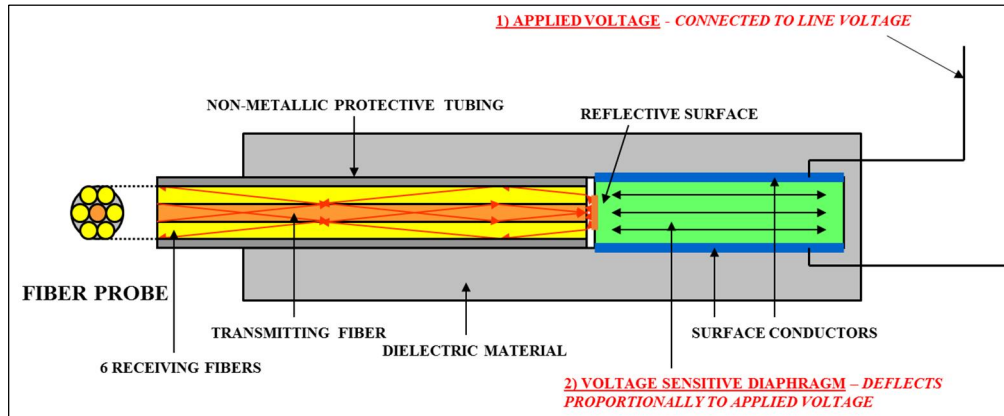 1) APPLIED VOLTAGE - CONNECTED TO LINE VOLTAGE
NON-METALLIC PROTECTIVE TUBING
REFLECTIVE SURFACE
FIBER PROBE
TRANSMITTING FIBER
DIELECTRIC MATERIAL
SURFACE CONDUCTORS
6 RECEIVING FIBERS
2) VOLTAGE SENSITIVE DIAPHRAGM – DEFLECTS
PROPORTIONALLY TO APPLIED VOLTAGE